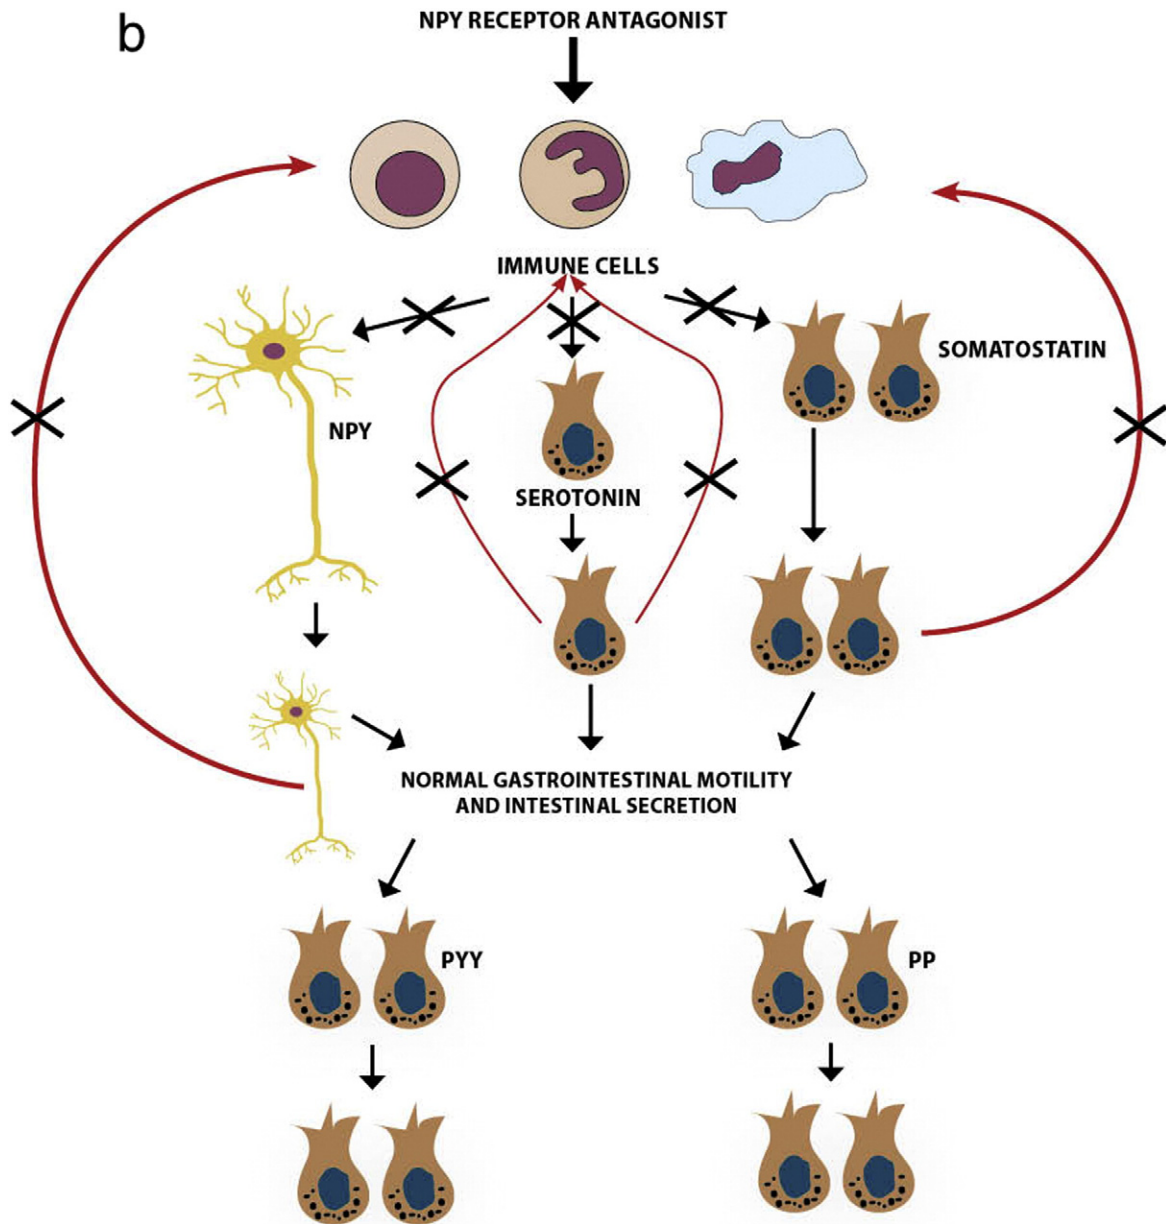 b
NPY RECEPTOR ANTAGONIST
IMMUNE CELLS
SOMATOSTATIN
NPY
SEROTONIN
NORMAL GASTROINTESTINAL MOTILITY
AND INTESTINAL SECRETION
PYY
PP